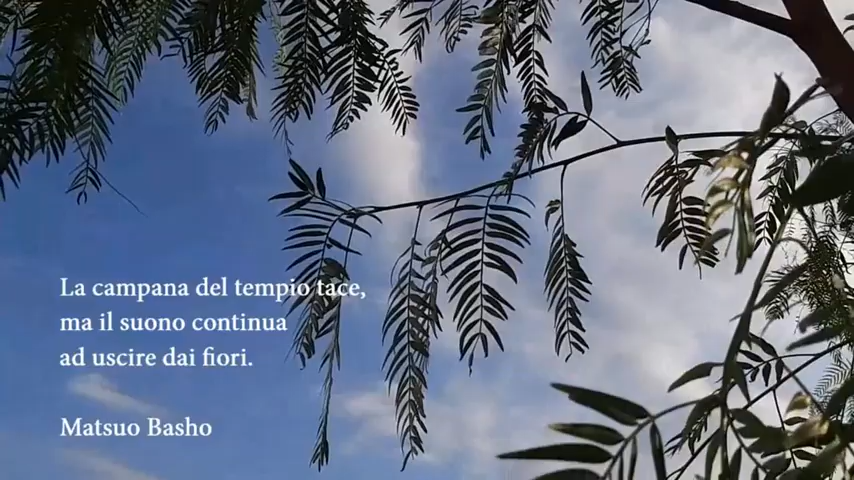 La campana del tempio tace,
ma il suono continua
ad uscire dai fiori.
Matsuo Basho